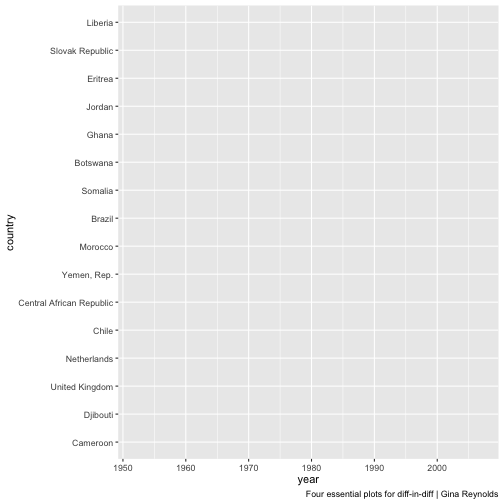 Liberia
Slovak Republic
Eritrea
Jordan
Ghana
Botswana
Somalia
Brazil
country
Morocco
Yemen, Rep.
Central African Republic
Chile
Netherlands
United Kingdom
Djibouti
Cameroon
1950 1960 1970 1980 1990 2000
year
Four essential plots for diff-in-diff | Gina Reynolds